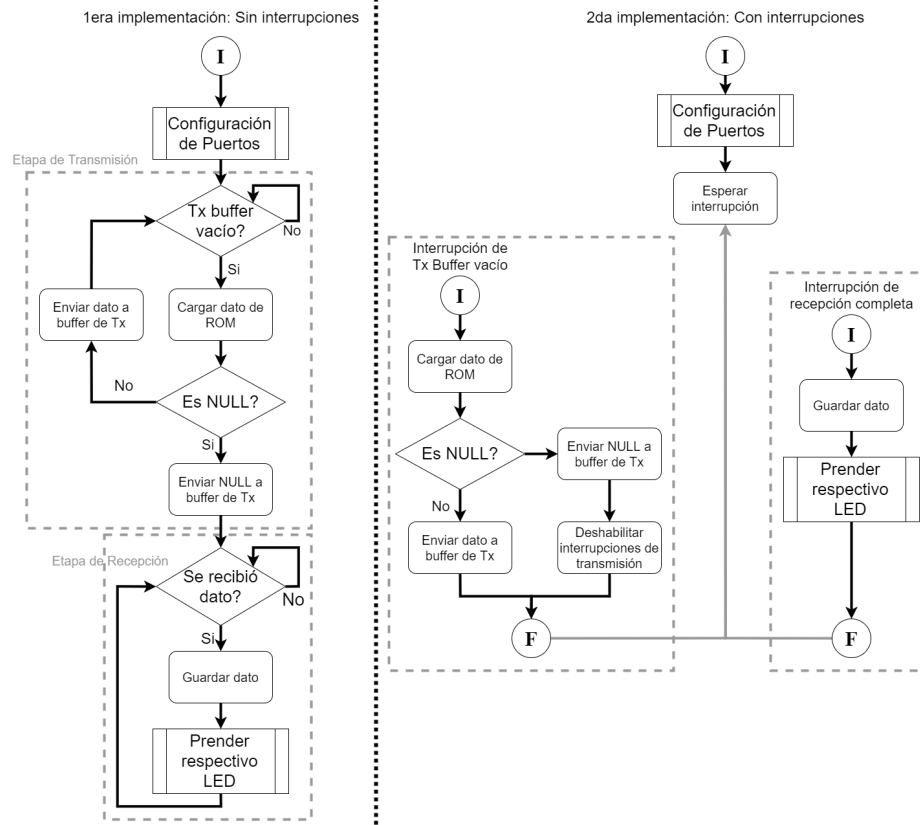 1era implementación: Sin interrupciones
I
Configuración
de Puertos
Etapa de Transmisión
Tx buffer
vacío?
No
Si
Enviar dato a
buffer de Tx
Cargar dato de
ROM
No
Es NULL?
Si
Enviar NULL a
buffer de Tx
Etapa de Recepción
Se recibió
dato?
No
Si
Guardar dato
Prender
respectivo
LED
2da implementación: Con interrupciones
I
Configuración
de Puertos
Esperar
interrupción
Interrupción de
Tx Buffer vacío
I
Cargar dato de
ROM
Es NULL?
Enviar NULL a
buffer de Tx
No
Enviar dato a
buffer de Tx
Deshabilitar
interrupciones de
transmisión
F
Interrupción de
recepción completa
I
Guardar dato
Prender
respectivo
LED
F